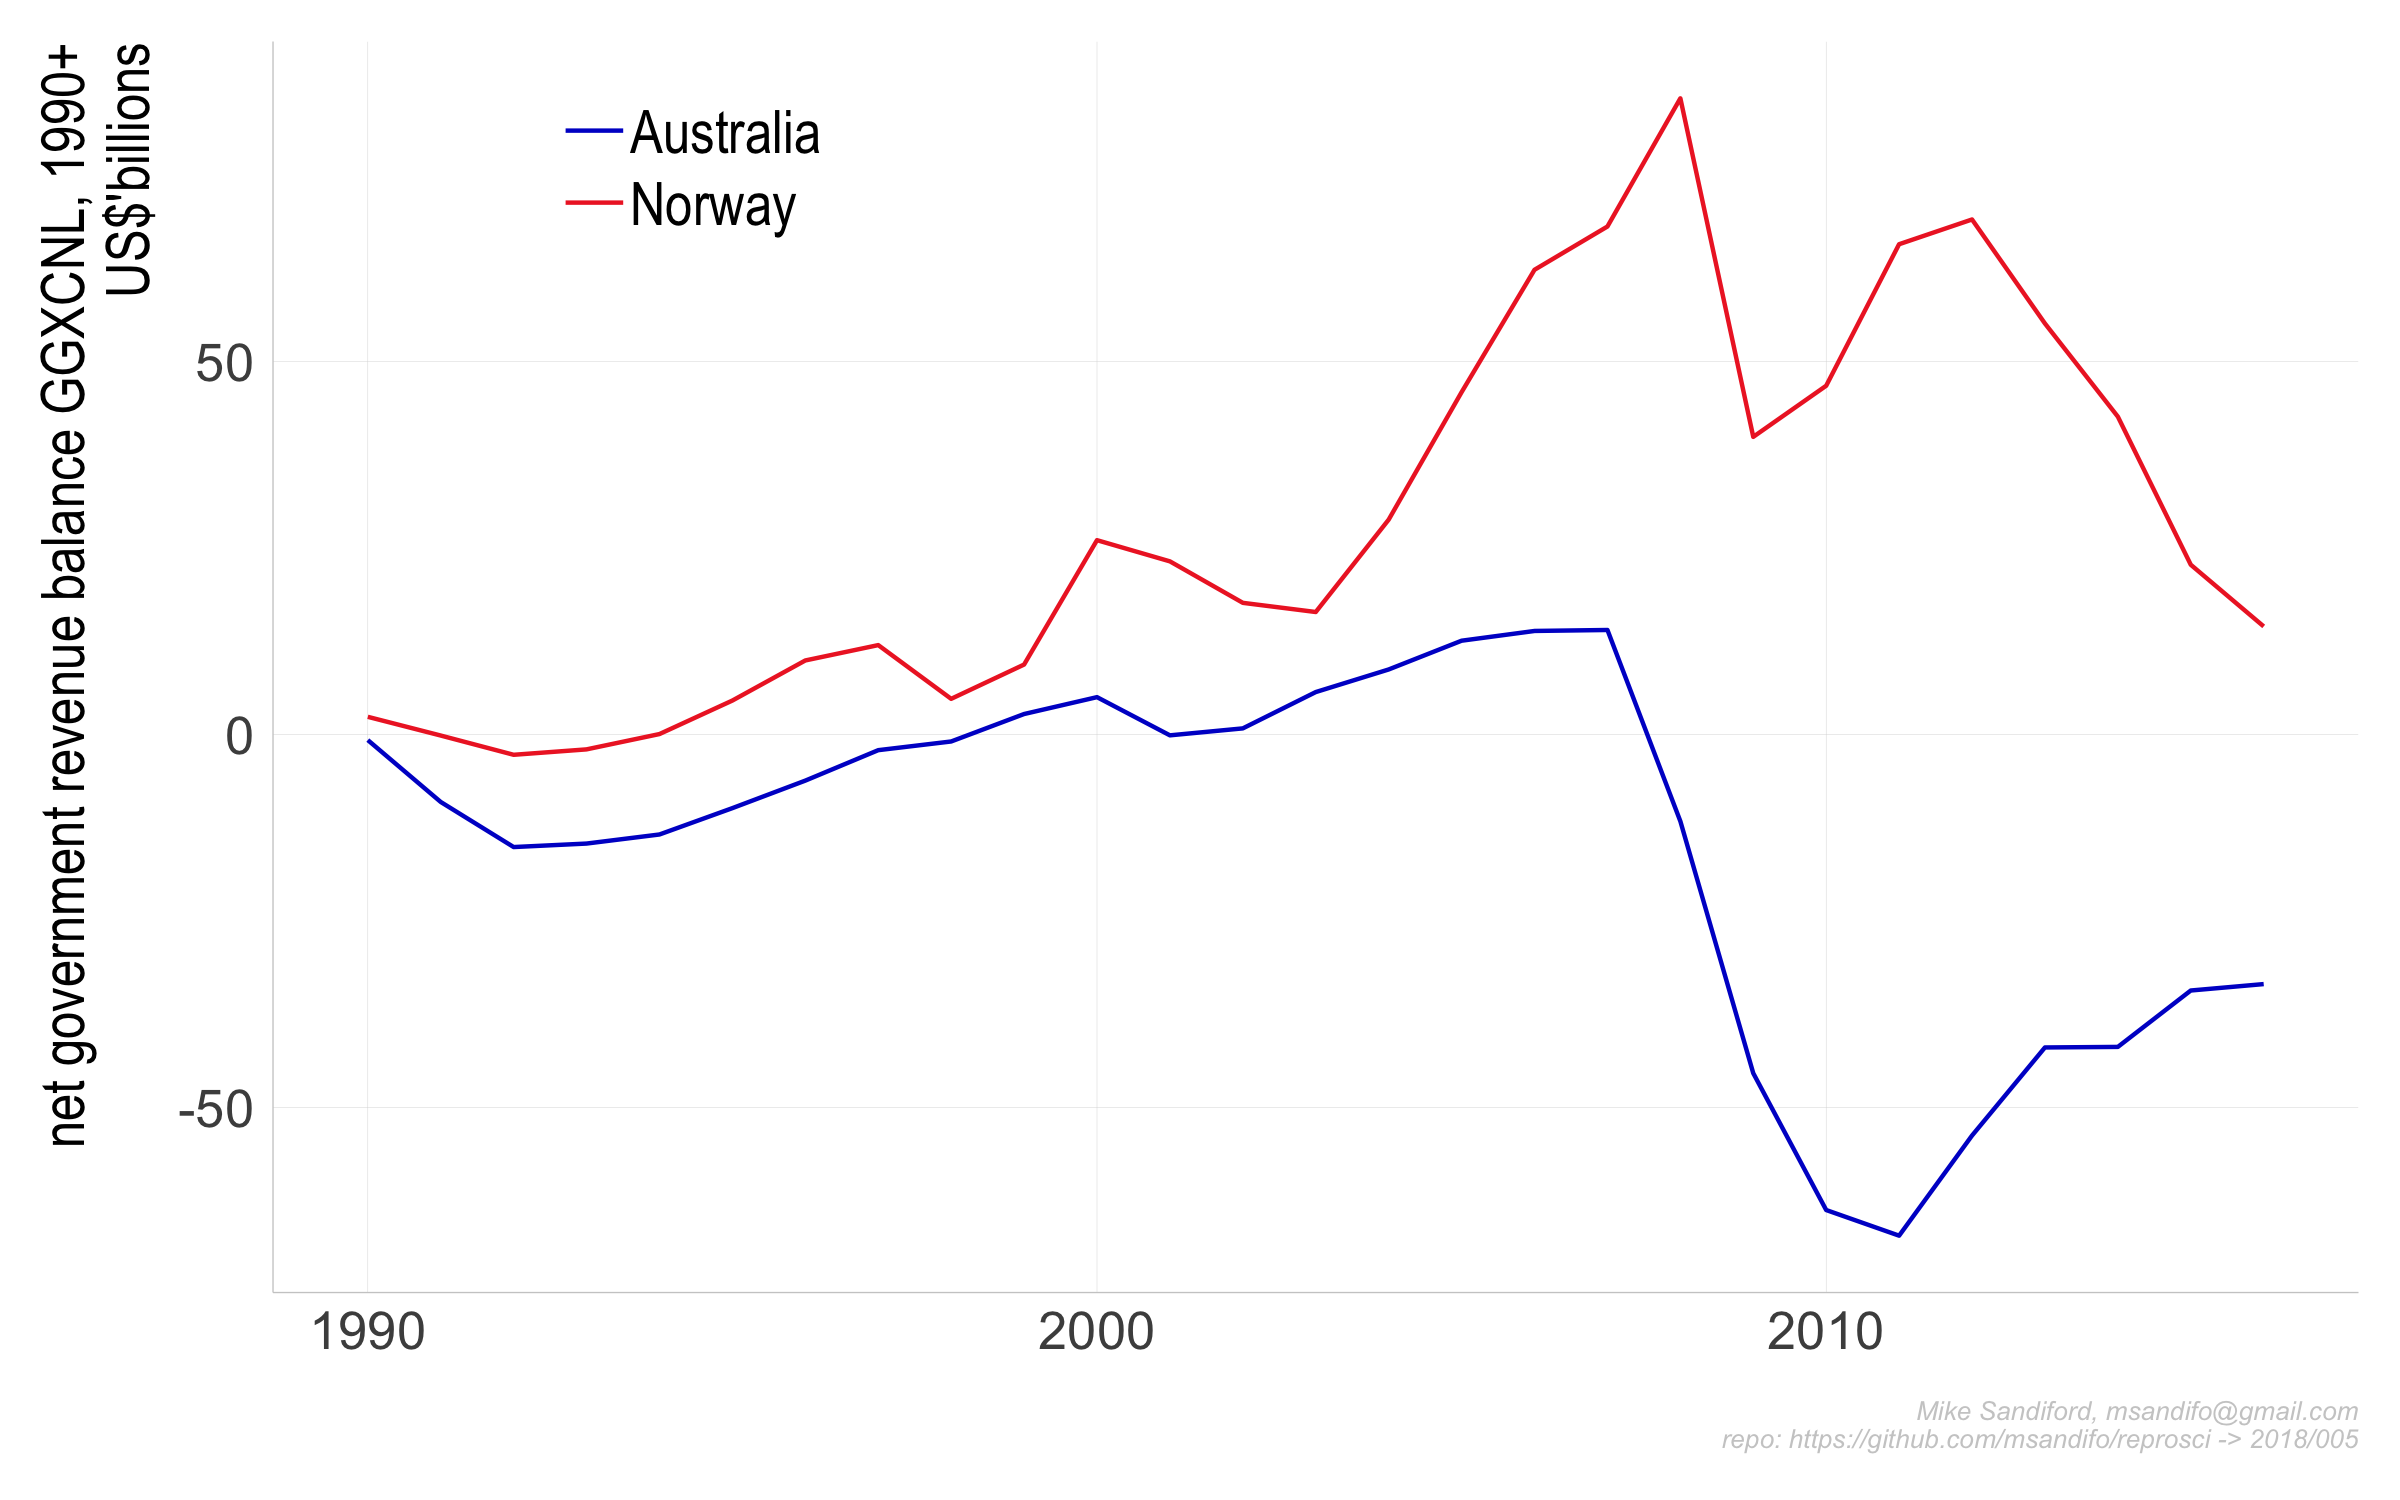 net government revenue balance GGXCNL, 1990+
US$'billions
Australia
Norway
50
0
-50
1990
2000
2010
Mike Sandiford, msandifo@gmail.com
repo: https://github.com/msandifo/reprosci -> 2018/005